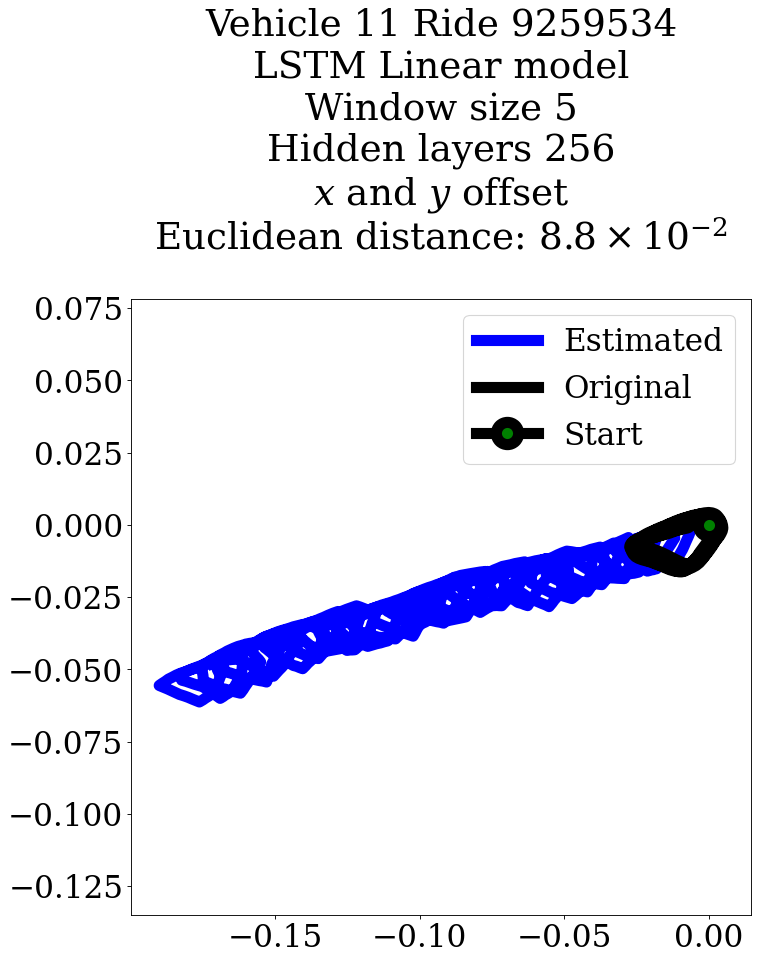 Vehicle 11 Ride 9259534
LSTM Linear model
Window size 5
Hidden layers 256
x and y offset
Euclidean distance: 8.8 × 10⁻²
Estimated
Original
Start
0.075
0.050
0.025
0.000
−0.025
−0.050
−0.075
−0.100
−0.125
−0.15 −0.10 −0.05 0.00